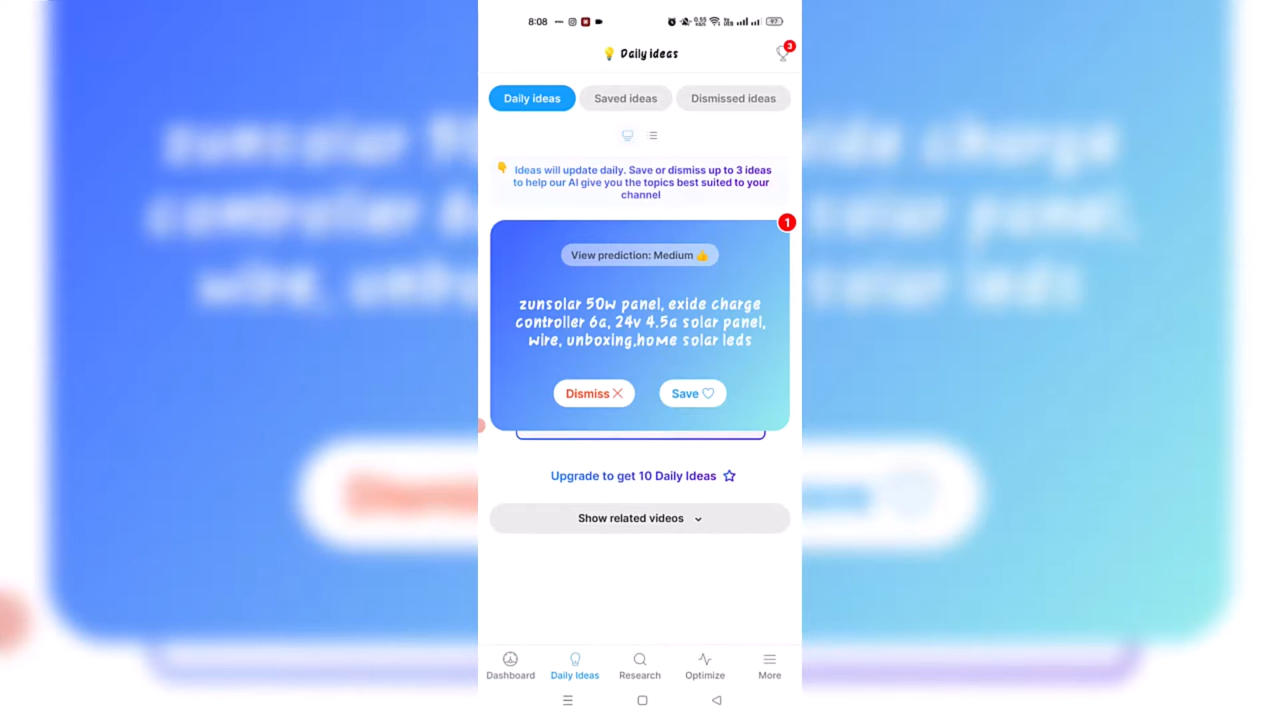 8:08
97
💡 Daily ideas
3
Daily ideas
Saved ideas
Dismissed ideas
👇 Ideas will update daily. Save or dismiss up to 3 ideas
to help our AI give you the topics best suited to your
channel
1
View prediction: Medium 👍
zunsolar 50w panel, exide charge
controller 6a, 24v 4.5a solar panel,
wire, unboxing,home solar leds
Dismiss
Save
Upgrade to get 10 Daily Ideas
Show related videos
Dashboard
Daily Ideas
Research
Optimize
More